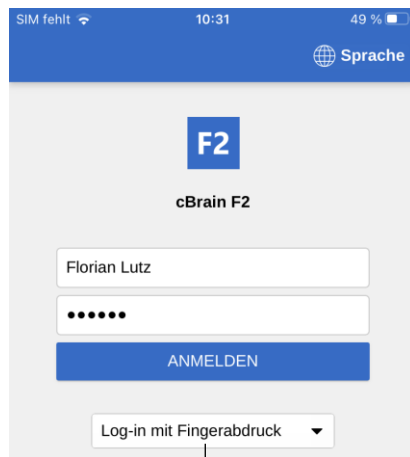 SIM fehlt 10:31 49 %
Sprache
F2
cBrain F2
Florian Lutz
••••••
ANMELDEN
Log-in mit Fingerabdruck